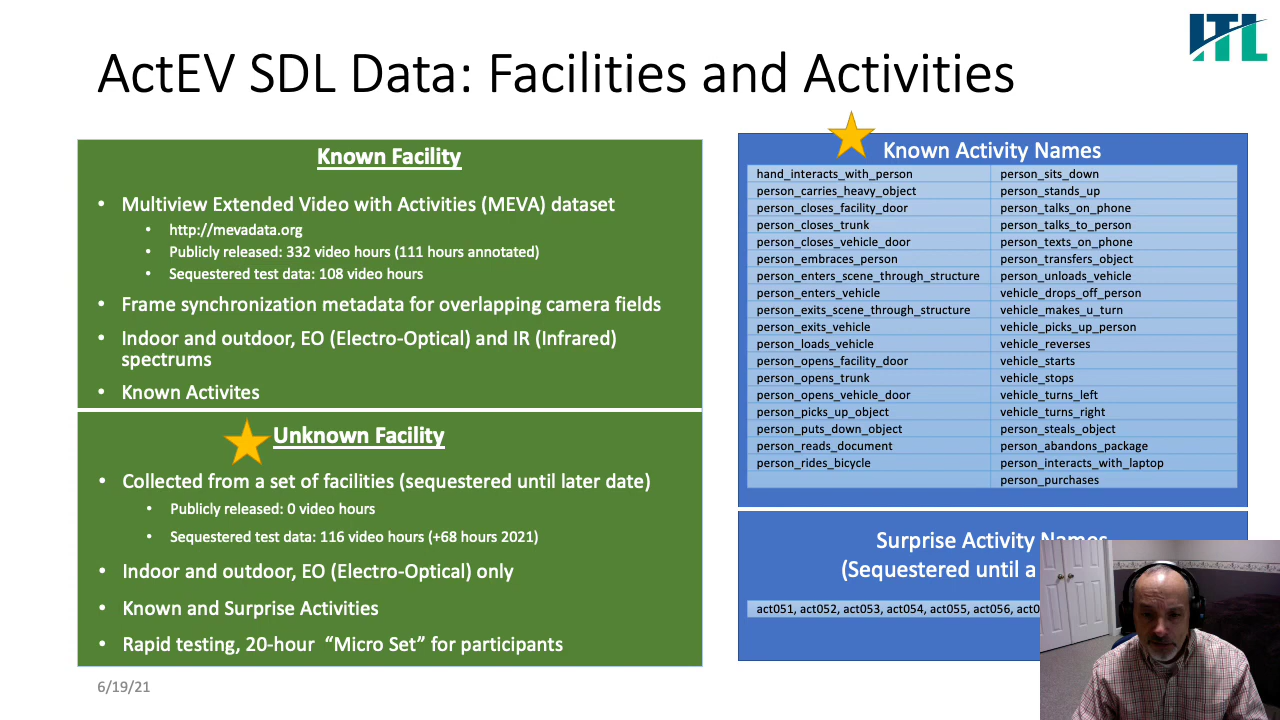 ITL
ActEV SDL Data: Facilities and Activities
Known Facility
• Multiview Extended Video with Activities (MEVA) dataset
• http://mevadata.org
• Publicly released: 332 video hours (111 hours annotated)
• Sequestered test data: 108 video hours
• Frame synchronization metadata for overlapping camera fields
• Indoor and outdoor, EO (Electro-Optical) and IR (Infrared)
spectrums
• Known Activites
Unknown Facility
• Collected from a set of facilities (sequestered until later date)
• Publicly released: 0 video hours
• Sequestered test data: 116 video hours (+68 hours 2021)
• Indoor and outdoor, EO (Electro-Optical) only
• Known and Surprise Activities
• Rapid testing, 20-hour “Micro Set” for participants
Known Activity Names
hand_interacts_with_person person_sits_down
person_carries_heavy_object person_stands_up
person_closes_facility_door person_talks_on_phone
person_closes_trunk person_talks_to_person
person_closes_vehicle_door person_texts_on_phone
person_embraces_person person_transfers_object
person_enters_scene_through_structure person_unloads_vehicle
person_enters_vehicle vehicle_drops_off_person
person_exits_scene_through_structure vehicle_makes_u_turn
person_exits_vehicle vehicle_picks_up_person
person_loads_vehicle vehicle_reverses
person_opens_facility_door vehicle_starts
person_opens_trunk vehicle_stops
person_opens_vehicle_door vehicle_turns_left
person_picks_up_object vehicle_turns_right
person_puts_down_object person_steals_object
person_reads_document person_abandons_package
person_rides_bicycle person_interacts_with_laptop
person_purchases
Surprise Activity Names
(Sequestered until a
act051, act052, act053, act054, act055, act056,
6/19/21